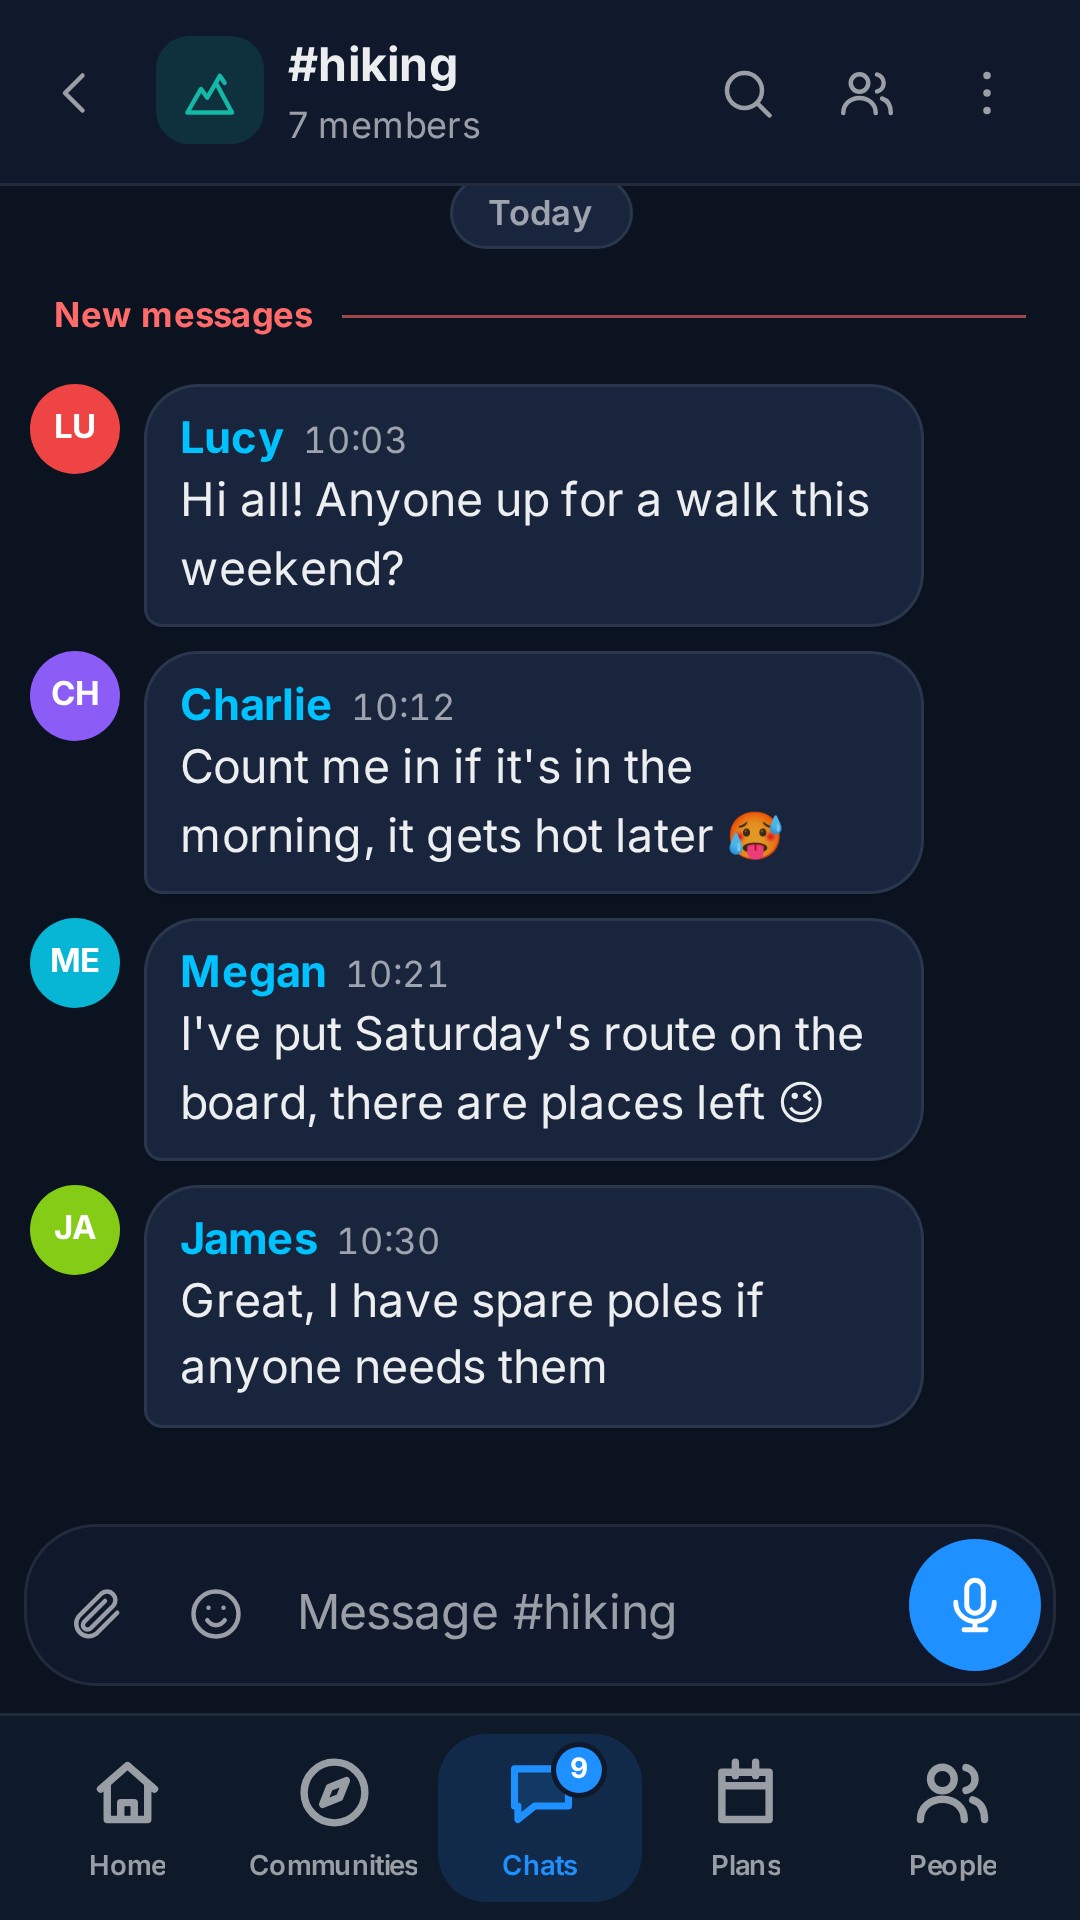 #hiking
7 members
Today
New messages
LU
Lucy 10:03
Hi all! Anyone up for a walk this
weekend?
CH
Charlie 10:12
Count me in if it's in the
morning, it gets hot later 🥵
ME
Megan 10:21
I've put Saturday's route on the
board, there are places left 😉
JA
James 10:30
Great, I have spare poles if
anyone needs them
Message #hiking
9
Home Communities Chats Plans People